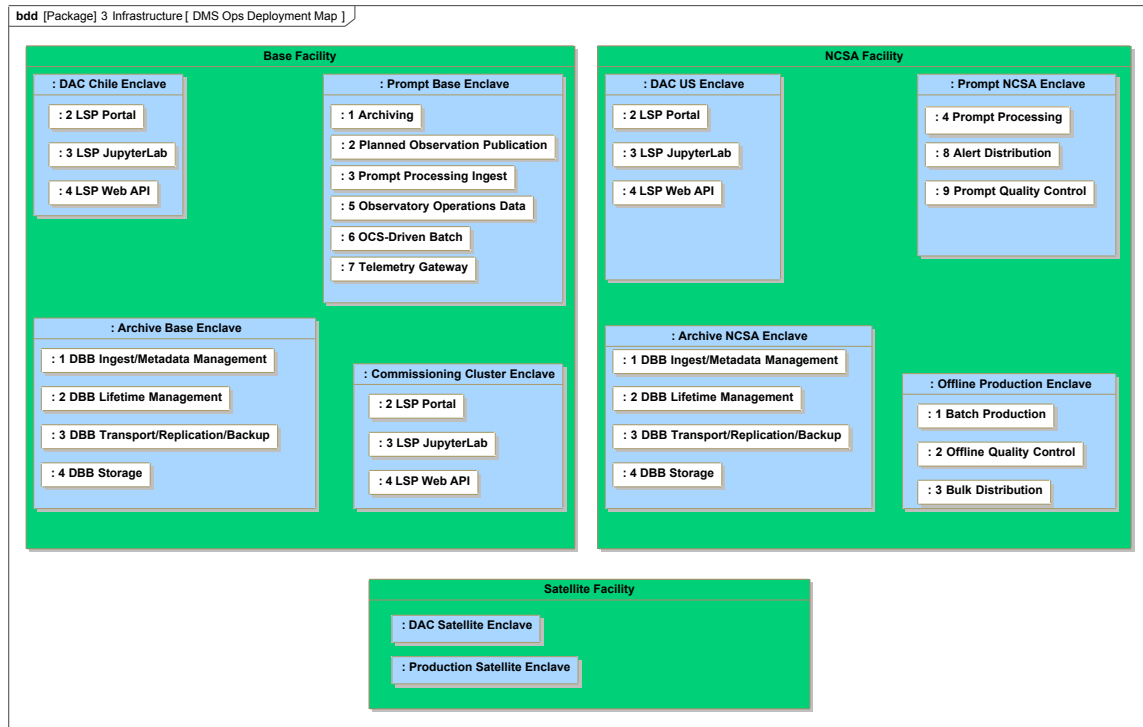 bdd [Package] 3 Infrastructure [ DMS Ops Deployment Map ]
Base Facility
: DAC Chile Enclave
: 2 LSP Portal
: 3 LSP JupyterLab
: 4 LSP Web API
: Prompt Base Enclave
: 1 Archiving
: 2 Planned Observation Publication
: 3 Prompt Processing Ingest
: 5 Observatory Operations Data
: 6 OCS-Driven Batch
: 7 Telemetry Gateway
: Archive Base Enclave
: 1 DBB Ingest/Metadata Management
: 2 DBB Lifetime Management
: 3 DBB Transport/Replication/Backup
: 4 DBB Storage
: Commissioning Cluster Enclave
: 2 LSP Portal
: 3 LSP JupyterLab
: 4 LSP Web API
NCSA Facility
: DAC US Enclave
: 2 LSP Portal
: 3 LSP JupyterLab
: 4 LSP Web API
: Prompt NCSA Enclave
: 4 Prompt Processing
: 8 Alert Distribution
: 9 Prompt Quality Control
: Archive NCSA Enclave
: 1 DBB Ingest/Metadata Management
: 2 DBB Lifetime Management
: 3 DBB Transport/Replication/Backup
: 4 DBB Storage
: Offline Production Enclave
: 1 Batch Production
: 2 Offline Quality Control
: 3 Bulk Distribution
Satellite Facility
: DAC Satellite Enclave
: Production Satellite Enclave